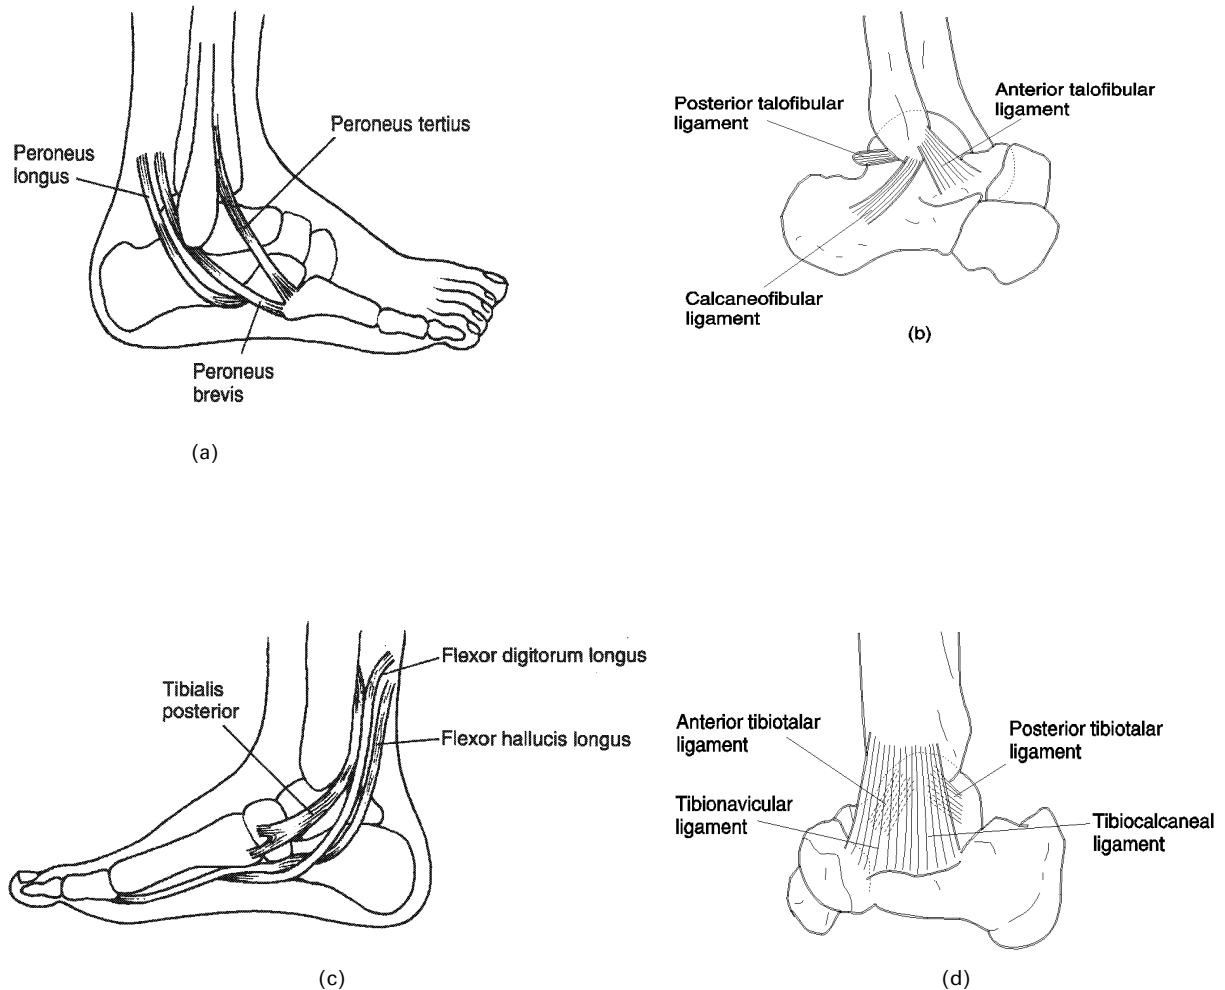 Peroneus
longus
Peroneus tertius
Peroneus
brevis
(a)
Posterior talofibular
ligament
Anterior talofibular
ligament
Calcaneofibular
ligament
(b)
Tibialis
posterior
Flexor digitorum longus
Flexor hallucis longus
(c)
Anterior tibiotalar
ligament
Posterior tibiotalar
ligament
Tibionavicular
ligament
Tibiocalcaneal
ligament
(d)